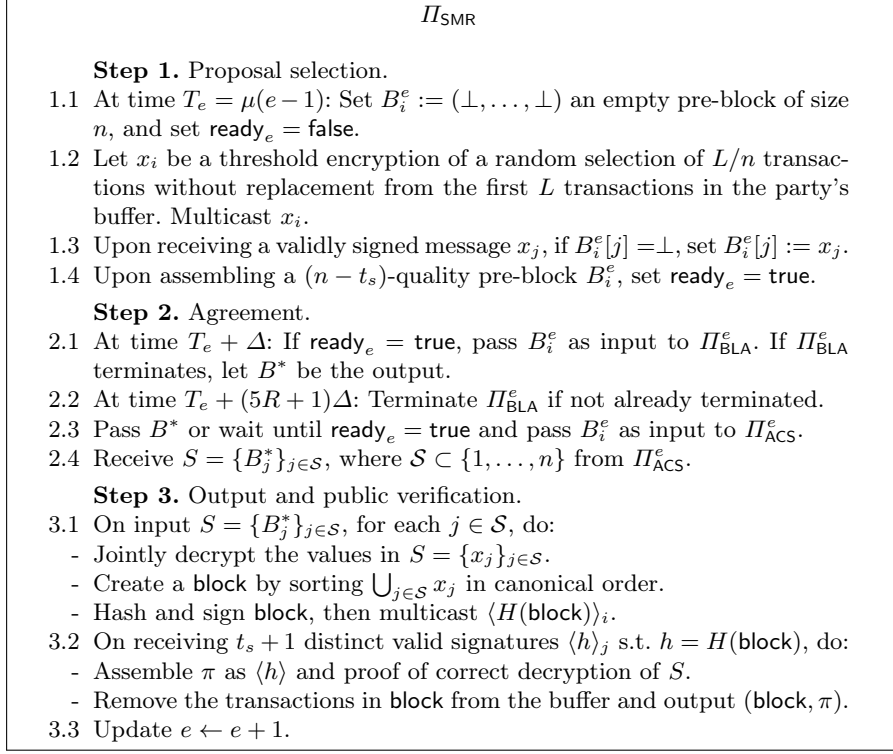 Π_SMR
Step 1. Proposal selection.
1.1 At time T_e = μ(e−1): Set B_i^e := (⊥, . . . , ⊥) an empty pre-block of size
n, and set ready_e = false.
1.2 Let x_i be a threshold encryption of a random selection of L/n transac-
tions without replacement from the first L transactions in the party's
buffer. Multicast x_i.
1.3 Upon receiving a validly signed message x_j, if B_i^e[j] =⊥, set B_i^e[j] := x_j.
1.4 Upon assembling a (n − t_s)-quality pre-block B_i^e, set ready_e = true.
Step 2. Agreement.
2.1 At time T_e + Δ: If ready_e = true, pass B_i^e as input to Π_BLA^e. If Π_BLA^e
terminates, let B* be the output.
2.2 At time T_e + (5R + 1)Δ: Terminate Π_BLA^e if not already terminated.
2.3 Pass B* or wait until ready_e = true and pass B_i^e as input to Π_ACS^e.
2.4 Receive S = {B_j^*}_{j∈𝒮}, where 𝒮 ⊂ {1, . . . , n} from Π_ACS^e.
Step 3. Output and public verification.
3.1 On input S = {B_j^*}_{j∈𝒮}, for each j ∈ 𝒮, do:
- Jointly decrypt the values in S = {x_j}_{j∈𝒮}.
- Create a block by sorting ⋃_{j∈𝒮} x_j in canonical order.
- Hash and sign block, then multicast ⟨H(block)⟩_i.
3.2 On receiving t_s + 1 distinct valid signatures ⟨h⟩_j s.t. h = H(block), do:
- Assemble π as ⟨h⟩ and proof of correct decryption of S.
- Remove the transactions in block from the buffer and output (block, π).
3.3 Update e ← e + 1.